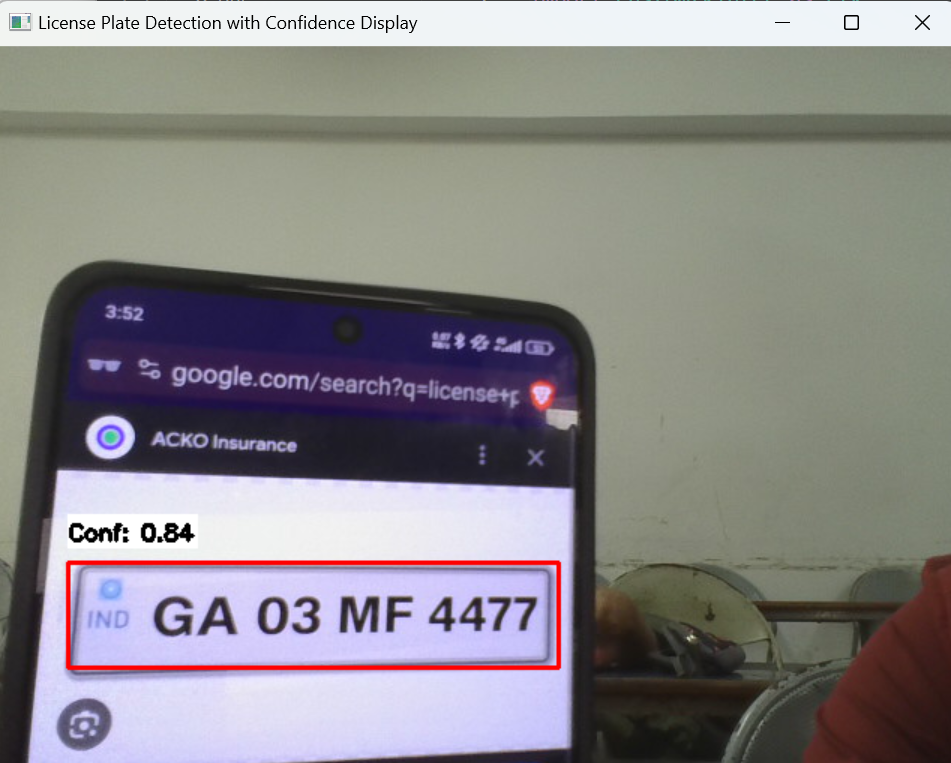 License Plate Detection with Confidence Display
3:52
google.com/search?q=license+p
ACKO Insurance
Conf: 0.84
IND
GA 03 MF 4477